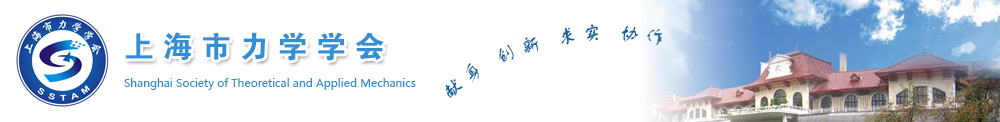 上海市力学学会
SSTAM
上海市力学学会
Shanghai Society of Theoretical and Applied Mechanics
献身 创新 求实 协作